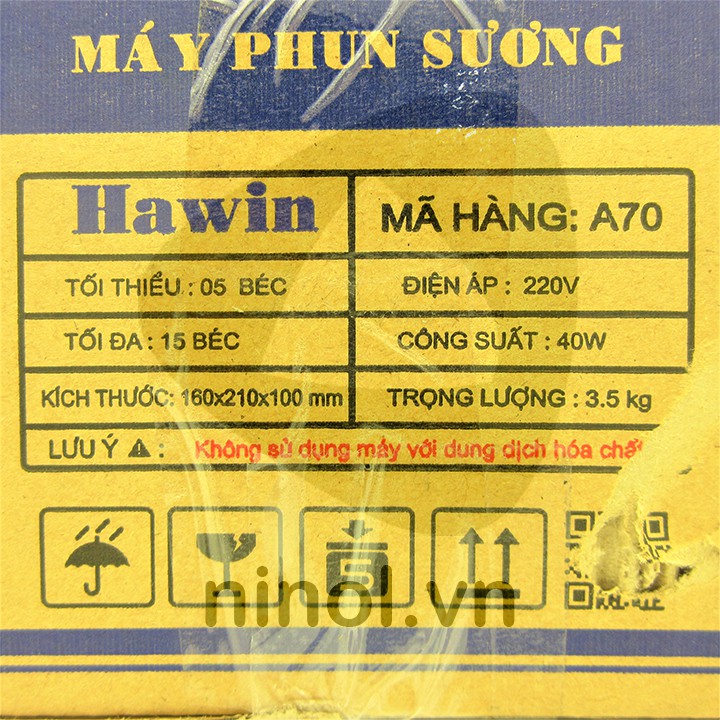 MÁY PHUN SƯƠNG
Hawin
MÃ HÀNG: A70
TỐI THIỂU : 05 BÉC
ĐIỆN ÁP : 220V
TỐI ĐA : 15 BÉC
CÔNG SUẤT : 40W
KÍCH THƯỚC: 160x210x100 mm
TRỌNG LƯỢNG : 3.5 kg
LƯU Ý ⚠ : Không sử dụng máy với dung dịch hóa chất
5
ninol.vn